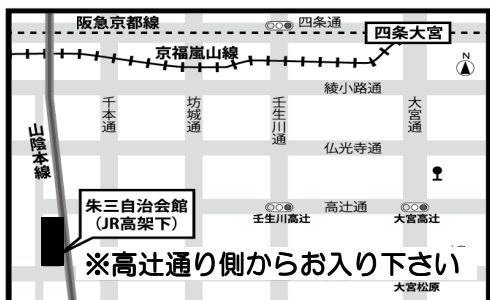 阪急京都線
四条通
四条大宮
京福嵐山線
N
綾小路通
千本通
坊城通
壬生川通
大宮通
山陰本線
仏光寺通
朱三自治会館
（JR高架下）
高辻通
壬生川高辻
大宮高辻
※高辻通り側からお入り下さい
大宮松原